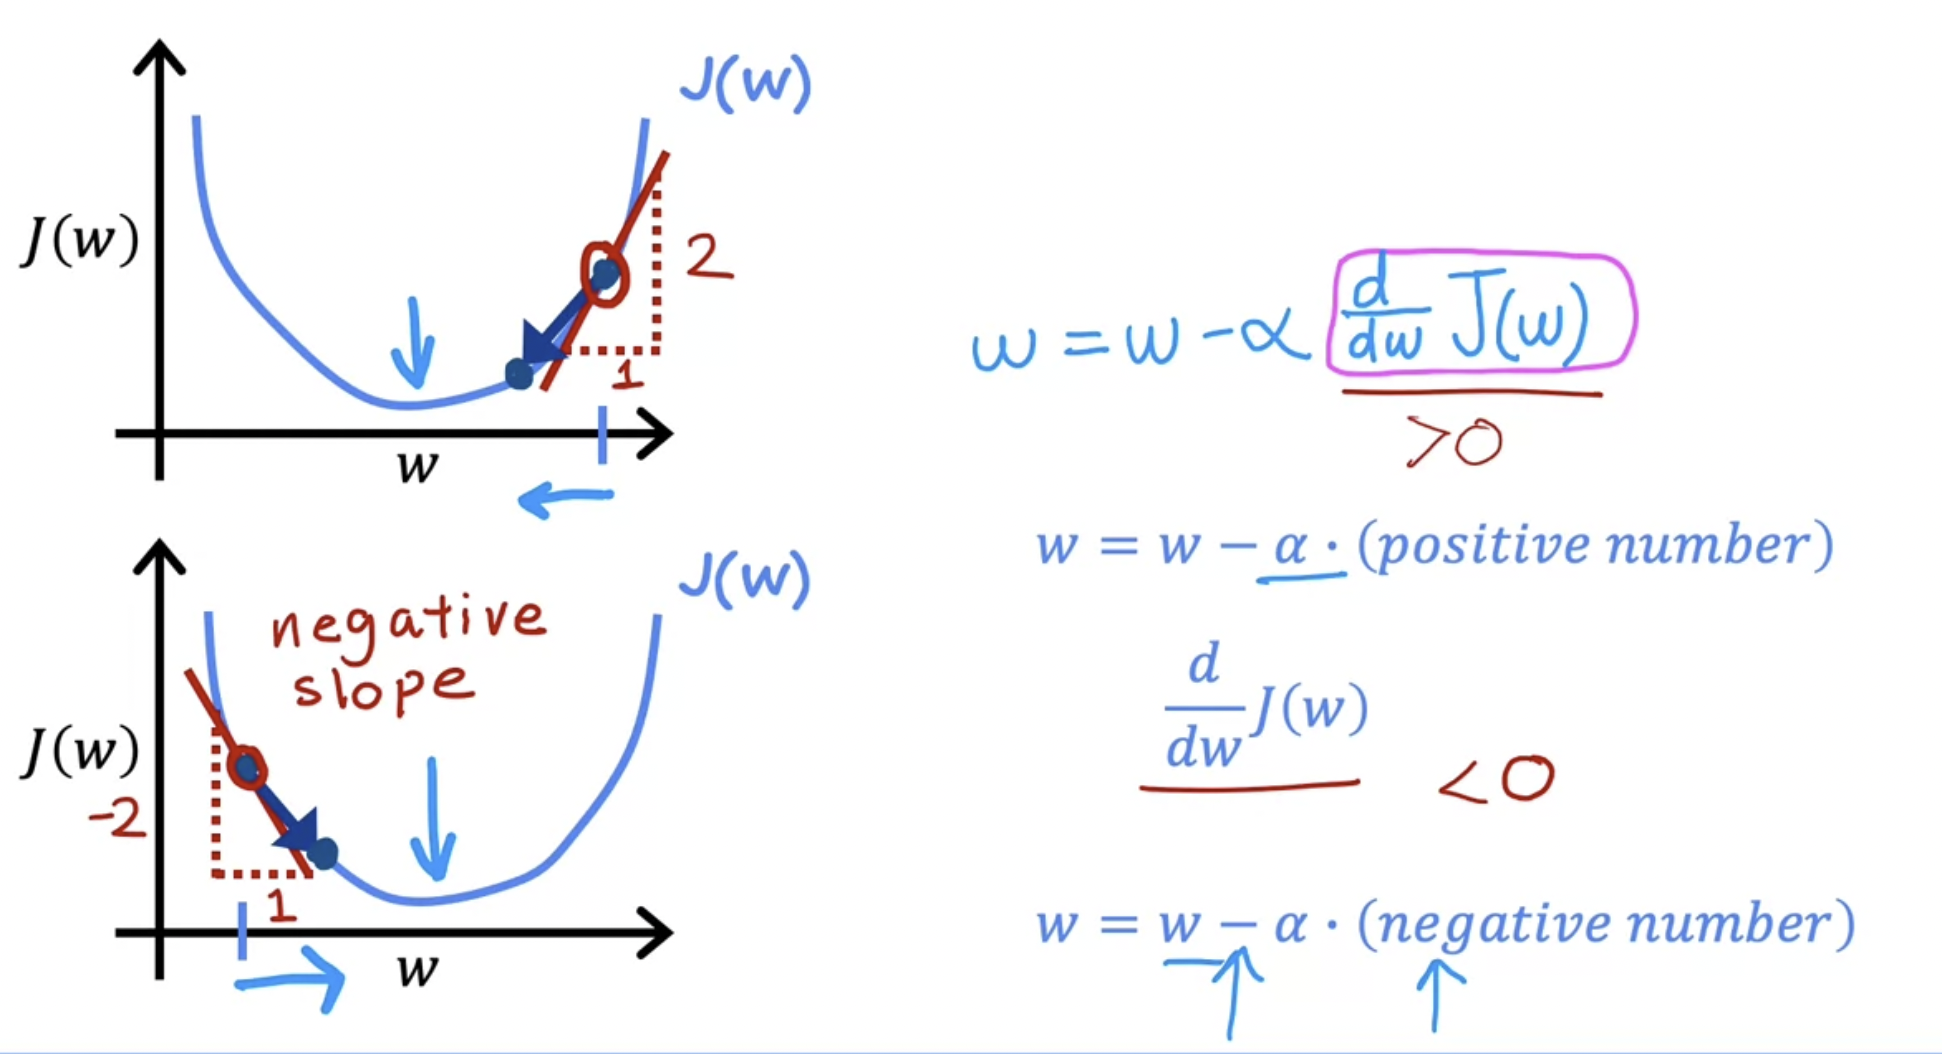 J(w)
J(w)
2
1
w
w = w - α d/dw J(w)
>0
w = w − α · (positive number)
J(w)
negative
slope
J(w)
-2
1
w
d/dw J(w) <0
w = w − α · (negative number)